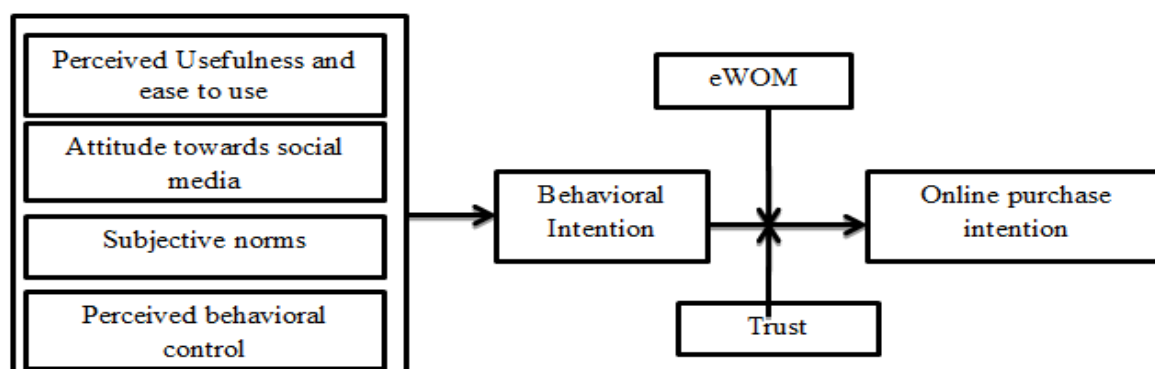 Perceived Usefulness and
ease to use
Attitude towards social
media
Subjective norms
Perceived behavioral
control
Behavioral
Intention
eWOM
Trust
Online purchase
intention